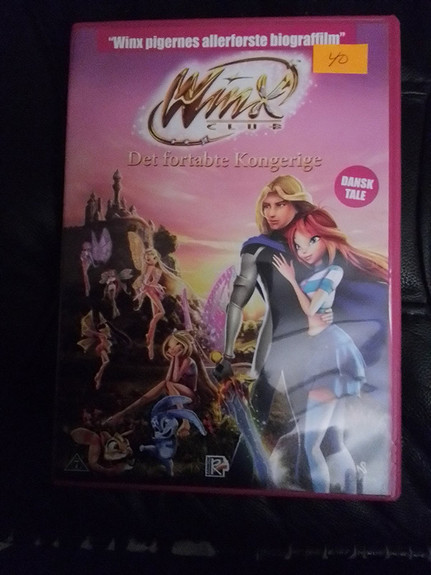 "Winx pigernes allerførste biograffilm"
40
Winx
CLUB
Det fortabte Kongerige
DANSK
TALE